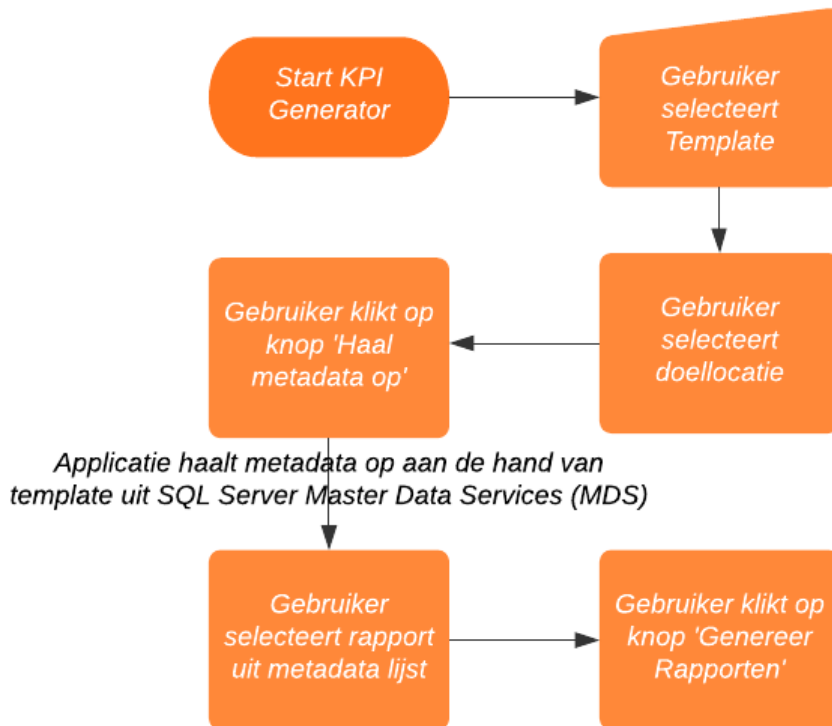 Start KPI
Generator
Gebruiker
selecteert
Template
Gebruiker
selecteert
doellocatie
Gebruiker klikt op
knop 'Haal
metadata op'
Applicatie haalt metadata op aan de hand van
template uit SQL Server Master Data Services (MDS)
Gebruiker
selecteert rapport
uit metadata lijst
Gebruiker klikt op
knop 'Genereer
Rapporten'